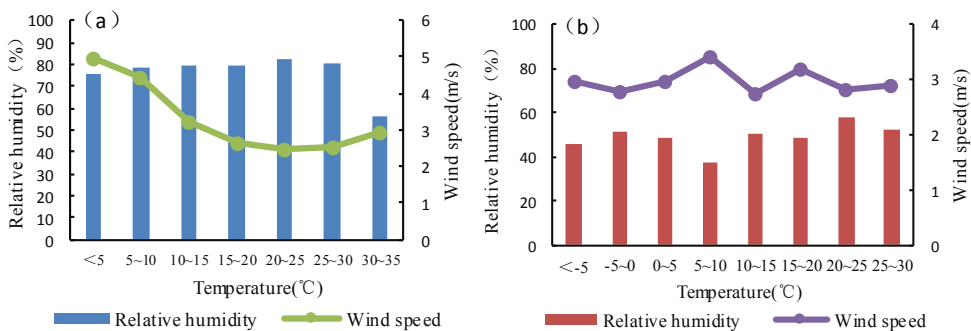 (a)
Relative humidity (%)
100
90
80
70
60
50
40
30
20
10
0
6
5
4
3
2
1
0
Wind speed(m/s)
<5 5~10 10~15 15~20 20~25 25~30 30~35
Temperature(℃)
Relative humidity Wind speed
(b)
Relative humidity (%)
100
80
60
40
20
0
4
3
2
1
0
Wind speed(m/s)
<-5 -5~0 0~5 5~10 10~15 15~20 20~25 25~30
Temperature(℃)
Relative humidity Wind speed